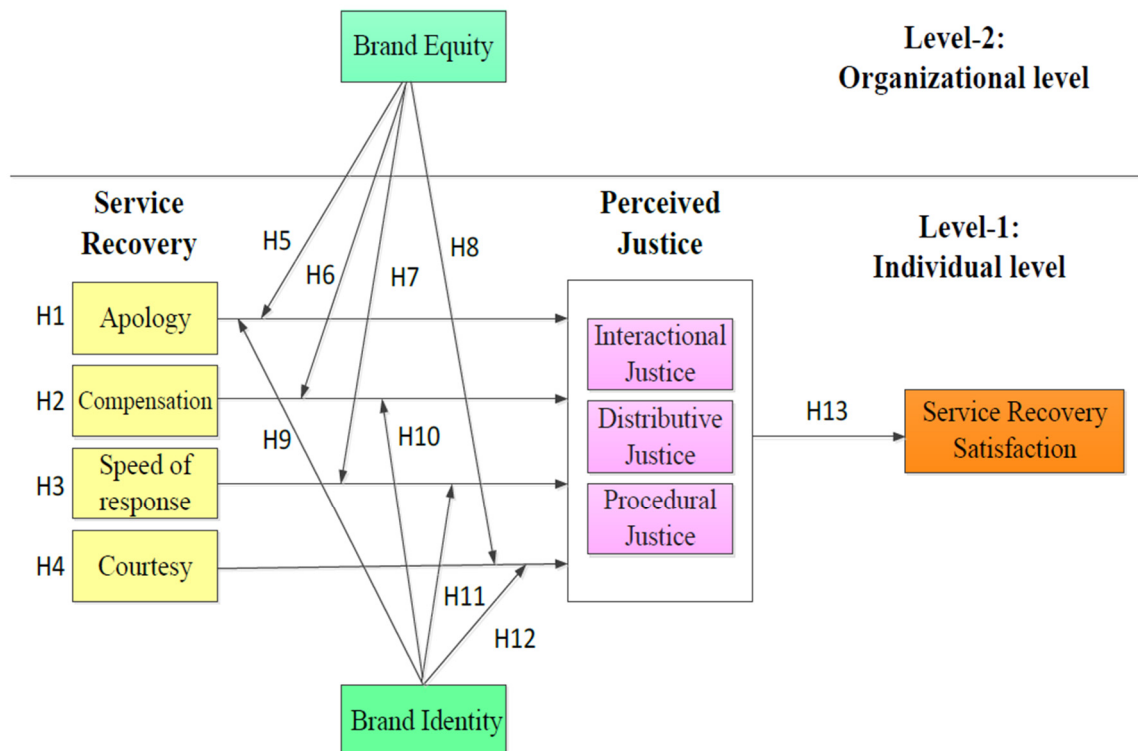 Brand Equity
Level-2:
Organizational level
Service
Recovery
Perceived
Justice
Level-1:
Individual level
H5
H6
H7
H8
H1
Apology
Interactional
Justice
H2
Compensation
H9
H10
Distributive
Justice
H13
Service Recovery
Satisfaction
H3
Speed of
response
Procedural
Justice
H4
Courtesy
H11
H12
Brand Identity